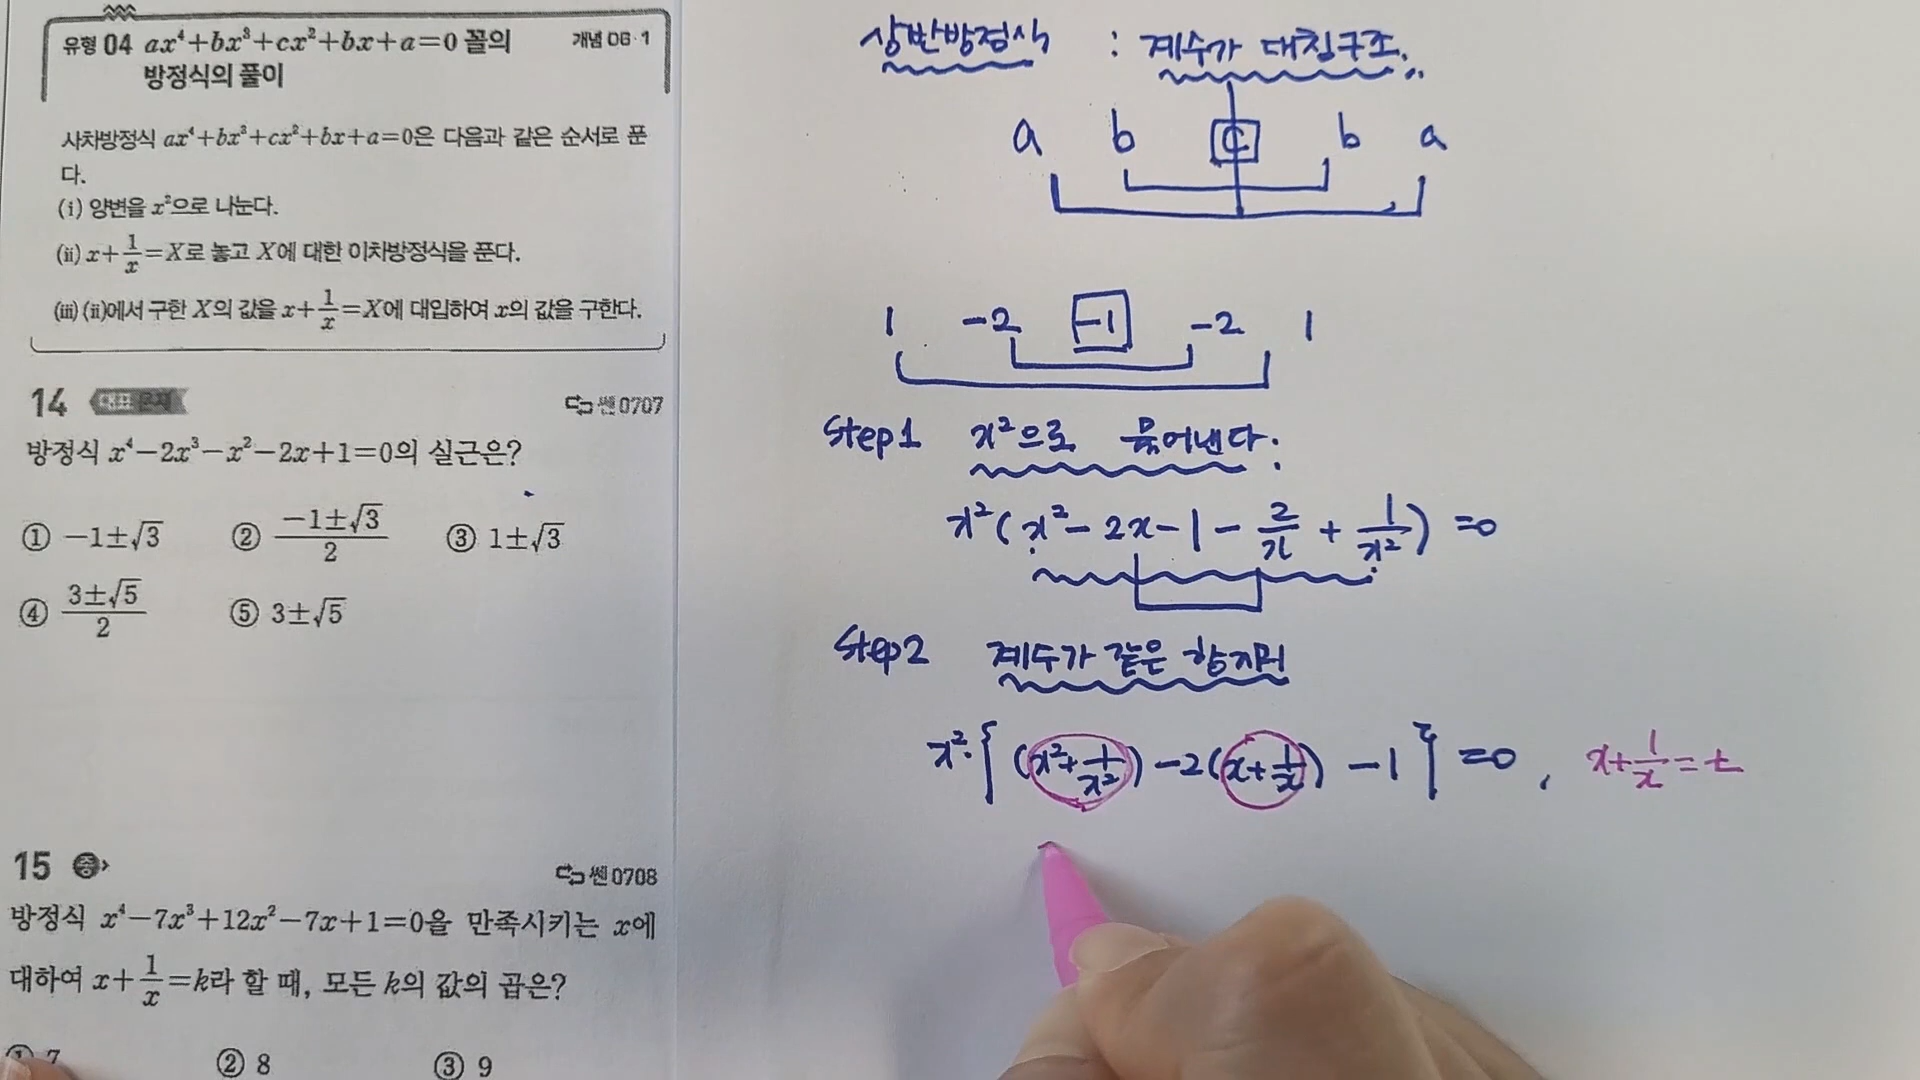 유형 04 ax⁴+bx³+cx²+bx+a=0 꼴의 개념 08·1
방정식의 풀이
사차방정식 ax⁴+bx³+cx²+bx+a=0은 다음과 같은 순서로 푼
다.
(ⅰ) 양변을 x²으로 나눈다.
(ⅱ) x+1/x=X로 놓고 X에 대한 이차방정식을 푼다.
(ⅲ) (ⅱ)에서 구한 X의 값을 x+1/x=X에 대입하여 x의 값을 구한다.
14 대표 문제 쎈 0707
방정식 x⁴-2x³-x²-2x+1=0의 실근은?
① -1±√3 ② (-1±√3)/2 ③ 1±√3
④ (3±√5)/2 ⑤ 3±√5
15 중 쎈 0708
방정식 x⁴-7x³+12x²-7x+1=0을 만족시키는 x에
대하여 x+1/x=k라 할 때, 모든 k의 값의 곱은?
① 7 ② 8 ③ 9
상반방정식 : 계수가 대칭구조.
a b c b a
1 -2 -1 -2 1
Step1 x²으로 묶어낸다.
x²(x²-2x-1-2/x+1/x²)=0
Step2 계수가 같은 항끼리
x²·{(x²+1/x²)-2(x+1/x)-1}=0, x+1/x=t